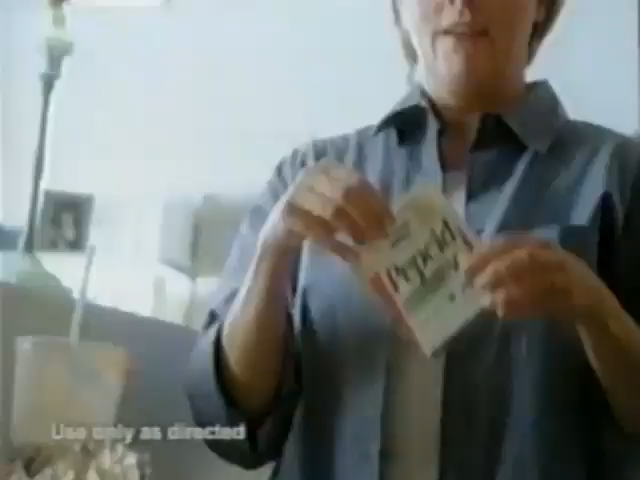 Pepcid
Use only as directed